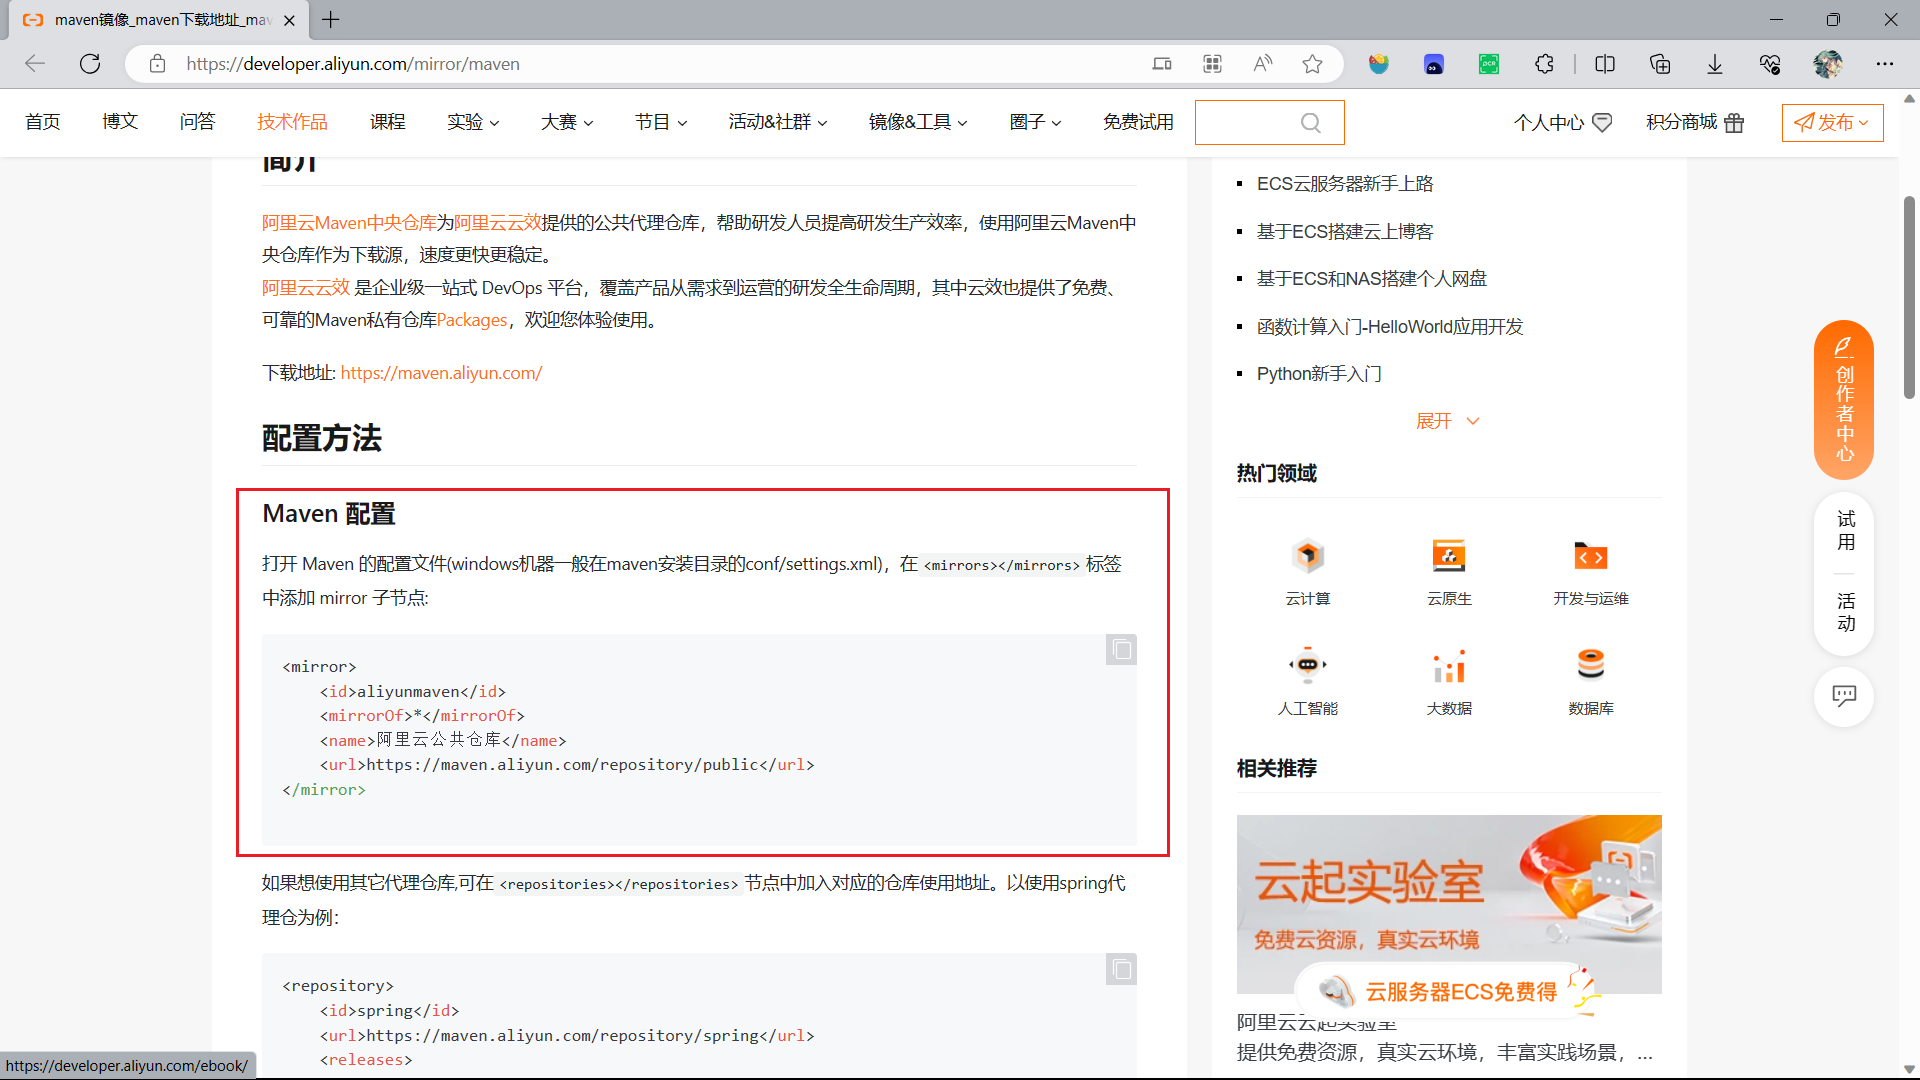 maven镜像_maven下载地址_mav
https://developer.aliyun.com/mirror/maven
首页 博文 问答 技术作品 课程 实验 大赛 节目 活动&社群 镜像&工具 圈子 免费试用 个人中心 积分商城 发布
简介
阿里云Maven中央仓库为阿里云云效提供的公共代理仓库，帮助研发人员提高研发生产效率，使用阿里云Maven中
央仓库作为下载源，速度更快更稳定。
阿里云云效 是企业级一站式 DevOps 平台，覆盖产品从需求到运营的研发全生命周期，其中云效也提供了免费、
可靠的Maven私有仓库Packages，欢迎您体验使用。
下载地址: https://maven.aliyun.com/
配置方法
Maven 配置
打开 Maven 的配置文件(windows机器一般在maven安装目录的conf/settings.xml)，在 <mirrors></mirrors> 标签
中添加 mirror 子节点:
<mirror>
    <id>aliyunmaven</id>
    <mirrorOf>*</mirrorOf>
    <name>阿里云公共仓库</name>
    <url>https://maven.aliyun.com/repository/public</url>
</mirror>
如果想使用其它代理仓库,可在 <repositories></repositories> 节点中加入对应的仓库使用地址。以使用spring代
理仓为例：
<repository>
    <id>spring</id>
    <url>https://maven.aliyun.com/repository/spring</url>
    <releases>
ECS云服务器新手上路
基于ECS搭建云上博客
基于ECS和NAS搭建个人网盘
函数计算入门-HelloWorld应用开发
Python新手入门
展开
热门领域
云计算 云原生 开发与运维
人工智能 大数据 数据库
相关推荐
云起实验室
免费云资源，真实云环境
云服务器ECS免费得
阿里云云起实验室
提供免费资源，真实云环境，丰富实践场景，...
创作者中心
试用
活动
https://developer.aliyun.com/ebook/